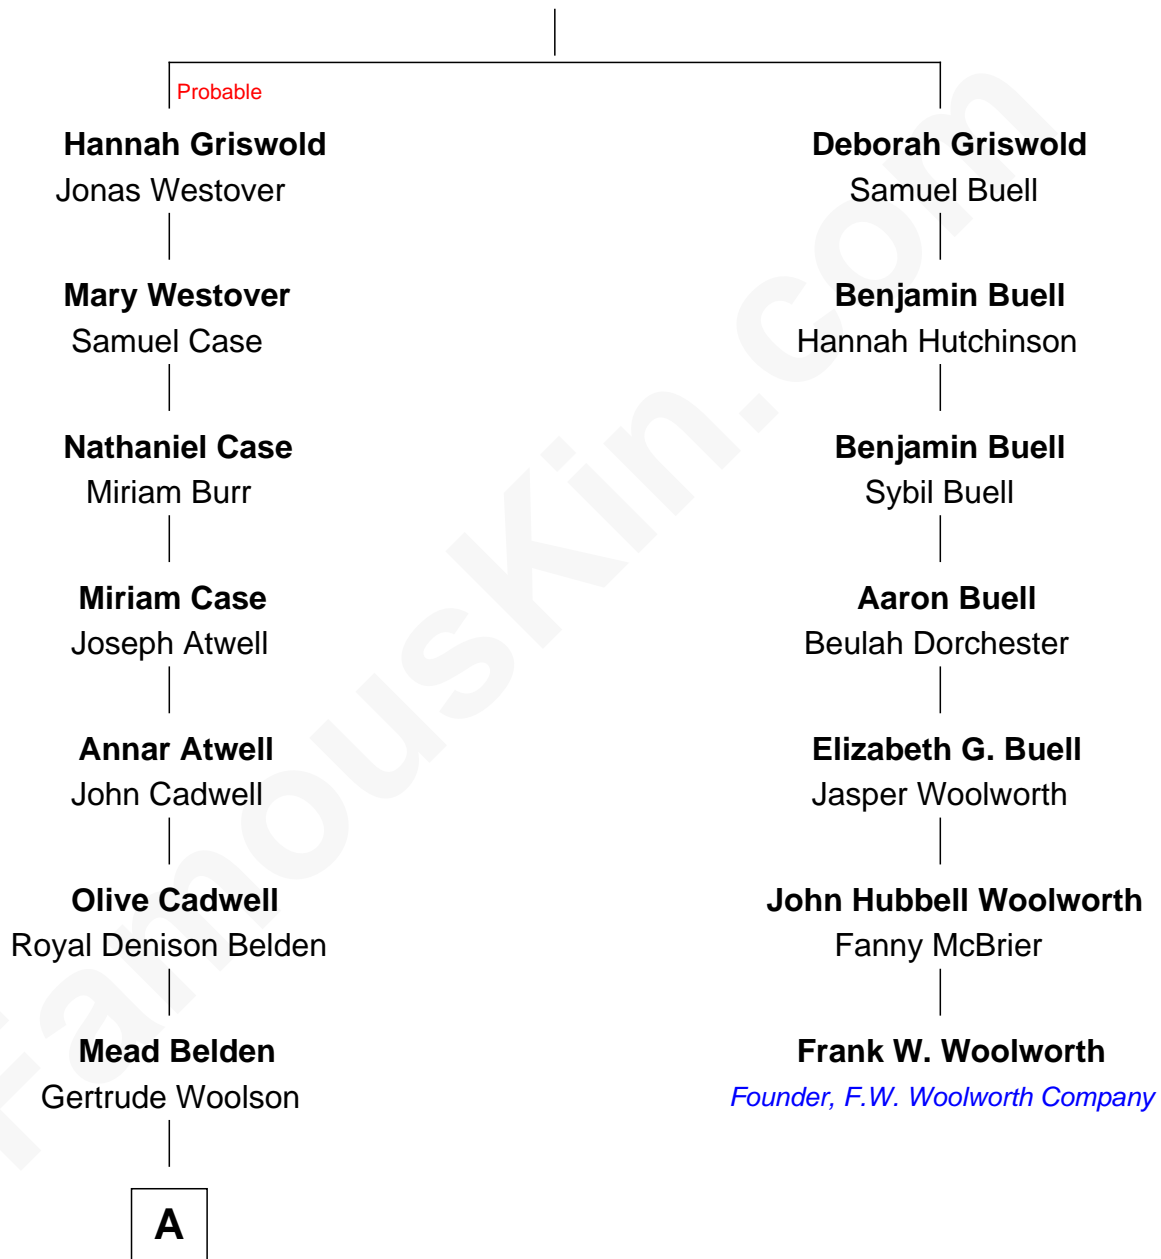 Probable
Hannah Griswold
Jonas Westover
Deborah Griswold
Samuel Buell
Mary Westover
Samuel Case
Benjamin Buell
Hannah Hutchinson
Nathaniel Case
Miriam Burr
Benjamin Buell
Sybil Buell
Miriam Case
Joseph Atwell
Aaron Buell
Beulah Dorchester
Annar Atwell
John Cadwell
Elizabeth G. Buell
Jasper Woolworth
Olive Cadwell
Royal Denison Belden
John Hubbell Woolworth
Fanny McBrier
Mead Belden
Gertrude Woolson
Frank W. Woolworth
Founder, F.W. Woolworth Company
A
FamousKin.com